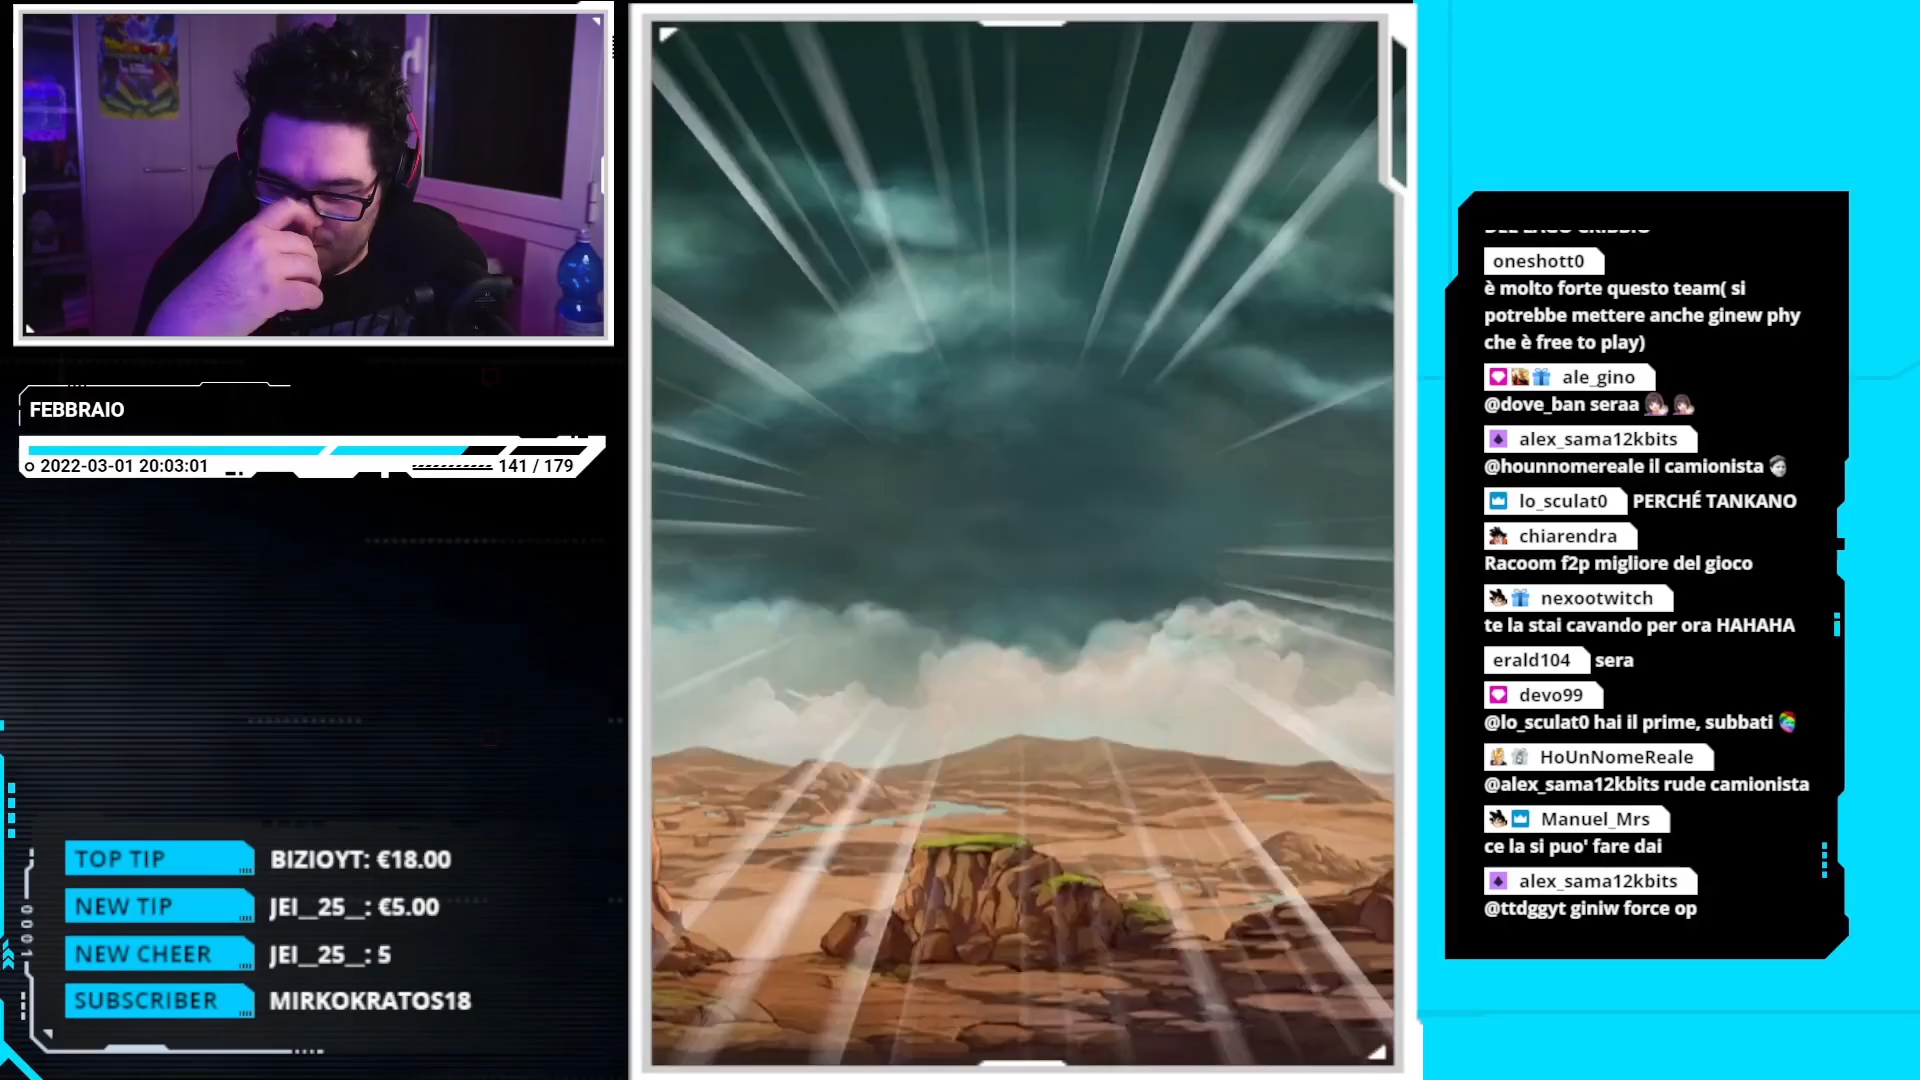 FEBBRAIO
2022-03-01 20:03:01
141 / 179
TOP TIP
BIZIOYT: €18.00
NEW TIP
JEI__25__: €5.00
NEW CHEER
JEI__25__: 5
SUBSCRIBER
MIRKOKRATOS18
0001
oneshott0
è molto forte questo team( si
potrebbe mettere anche ginew phy
che è free to play)
ale_gino
@dove_ban seraa
alex_sama12kbits
@hounnomereale il camionista
lo_sculat0 PERCHÉ TANKANO
chiarendra
Racoom f2p migliore del gioco
nexootwitch
te la stai cavando per ora HAHAHA
erald104 sera
devo99
@lo_sculat0 hai il prime, subbati
HoUnNomeReale
@alex_sama12kbits rude camionista
Manuel_Mrs
ce la si puo' fare dai
alex_sama12kbits
@ttdggyt giniw force op